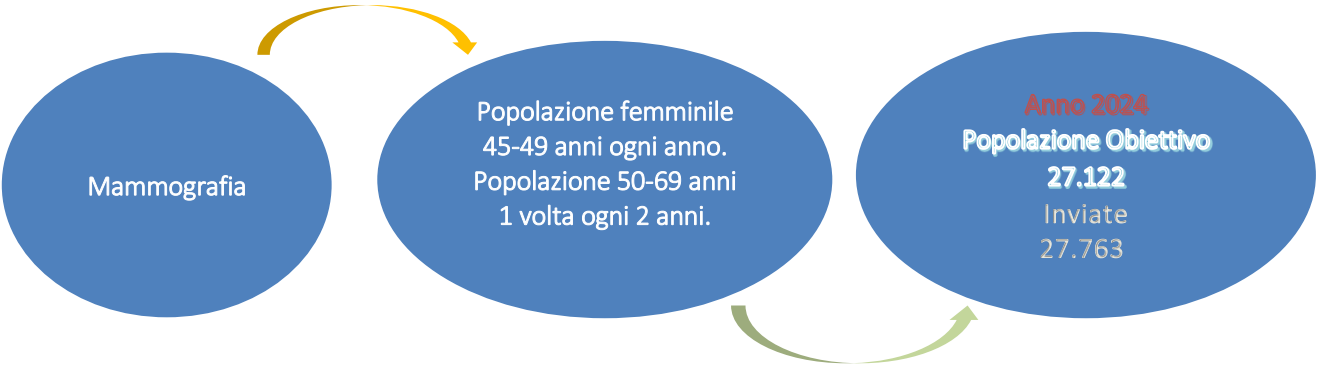 Mammografia
Popolazione femminile
45-49 anni ogni anno.
Popolazione 50-69 anni
1 volta ogni 2 anni.
Anno 2024
Popolazione Obiettivo
27.122
Inviate
27.763